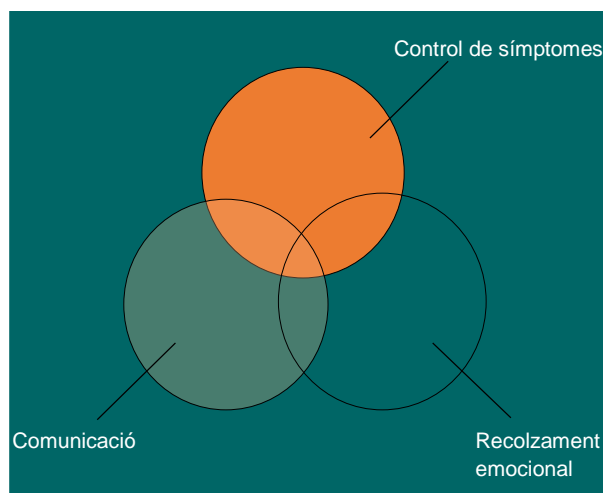 Control de símptomes
Comunicació
Recolzament
emocional